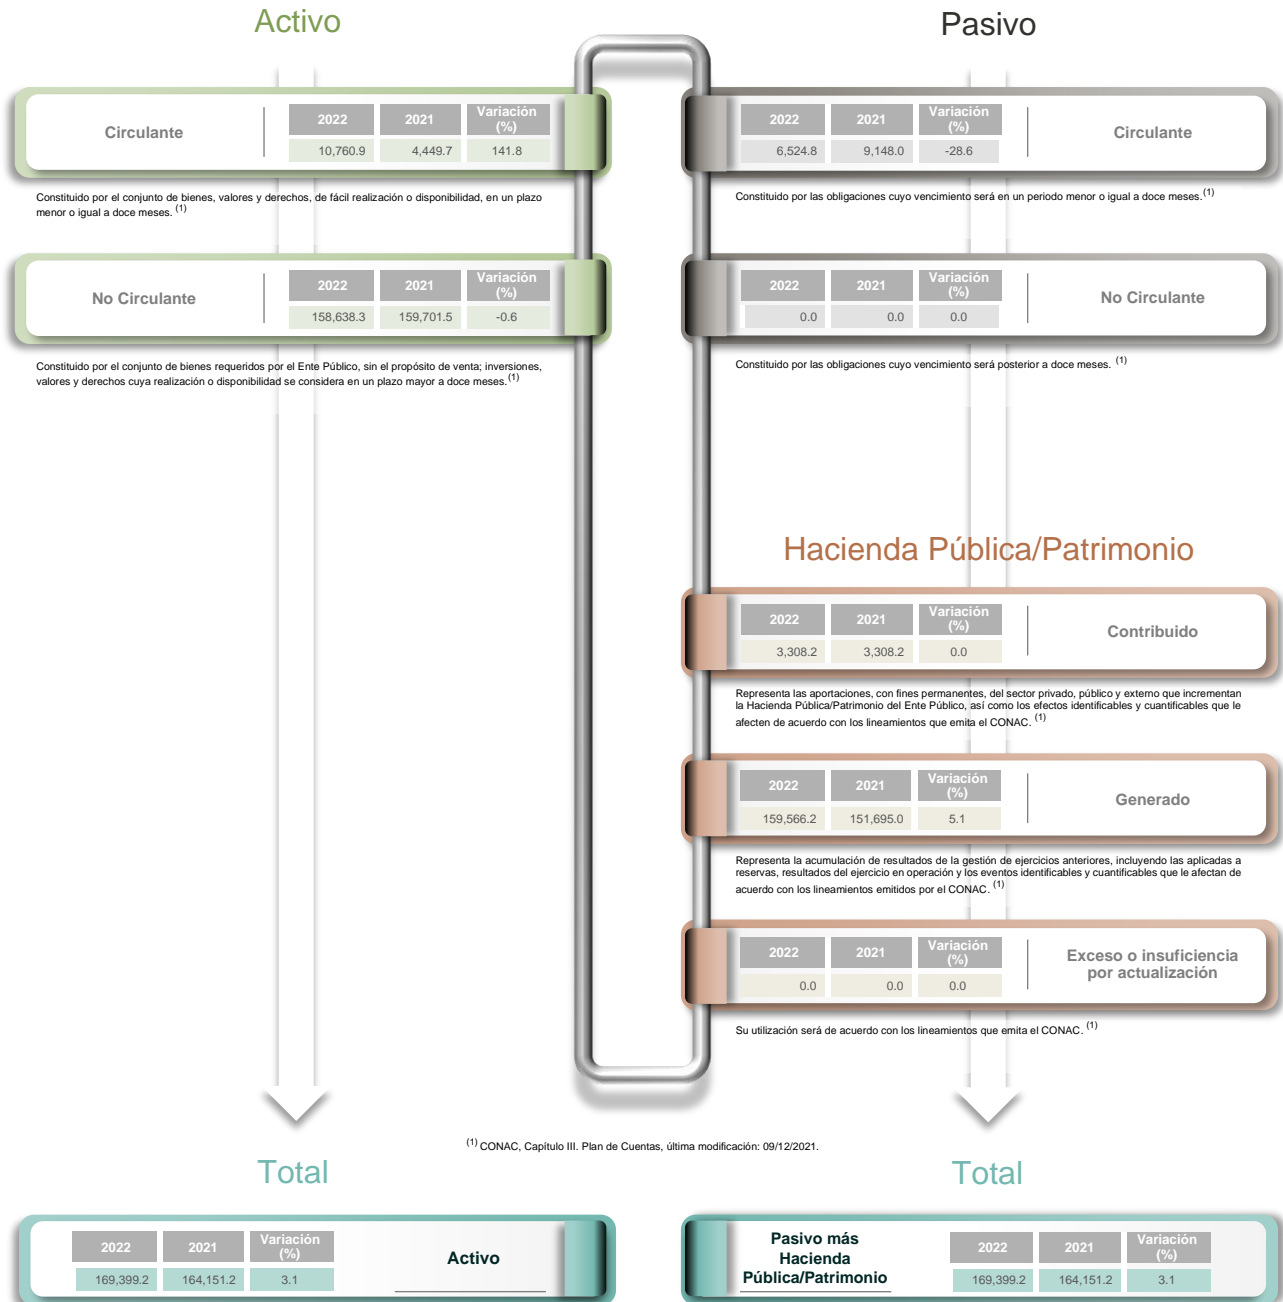 Activo
Circulante
2022 2021 Variación (%)
10,760.9 4,449.7 141.8
Constituido por el conjunto de bienes, valores y derechos, de fácil realización o disponibilidad, en un plazo
menor o igual a doce meses. (1)
No Circulante
2022 2021 Variación (%)
158,638.3 159,701.5 -0.6
Constituido por el conjunto de bienes requeridos por el Ente Público, sin el propósito de venta; inversiones,
valores y derechos cuya realización o disponibilidad se considera en un plazo mayor a doce meses.(1)
Pasivo
2022 2021 Variación (%)
6,524.8 9,148.0 -28.6
Circulante
Constituido por las obligaciones cuyo vencimiento será en un periodo menor o igual a doce meses.(1)
2022 2021 Variación (%)
0.0 0.0 0.0
No Circulante
Constituido por las obligaciones cuyo vencimiento será posterior a doce meses. (1)
Hacienda Pública/Patrimonio
2022 2021 Variación (%)
3,308.2 3,308.2 0.0
Contribuido
Representa las aportaciones, con fines permanentes, del sector privado, público y externo que incrementan
la Hacienda Pública/Patrimonio del Ente Público, así como los efectos identificables y cuantificables que le
afecten de acuerdo con los lineamientos que emita el CONAC. (1)
2022 2021 Variación (%)
159,566.2 151,695.0 5.1
Generado
Representa la acumulación de resultados de la gestión de ejercicios anteriores, incluyendo las aplicadas a
reservas, resultados del ejercicio en operación y los eventos identificables y cuantificables que le afectan de
acuerdo con los lineamientos emitidos por el CONAC. (1)
2022 2021 Variación (%)
0.0 0.0 0.0
Exceso o insuficiencia
por actualización
Su utilización será de acuerdo con los lineamientos que emita el CONAC. (1)
(1) CONAC, Capítulo III. Plan de Cuentas, última modificación: 09/12/2021.
Total
2022 2021 Variación (%)
169,399.2 164,151.2 3.1
Activo
Total
Pasivo más
Hacienda
Pública/Patrimonio
2022 2021 Variación (%)
169,399.2 164,151.2 3.1